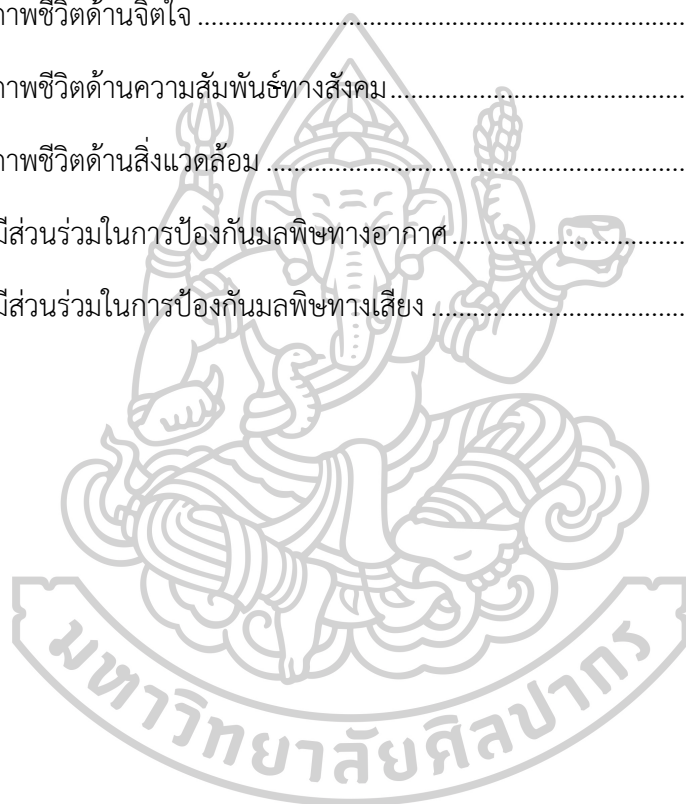 ภาพชีวิตด้านจิตใจ
ภาพชีวิตด้านความสัมพันธ์ทางสังคม
ภาพชีวิตด้านสิ่งแวดล้อม
มีส่วนร่วมในการป้องกันมลพิษทางอากาศ
มีส่วนร่วมในการป้องกันมลพิษทางเสียง
มหาวิทยาลัยศิลปากร